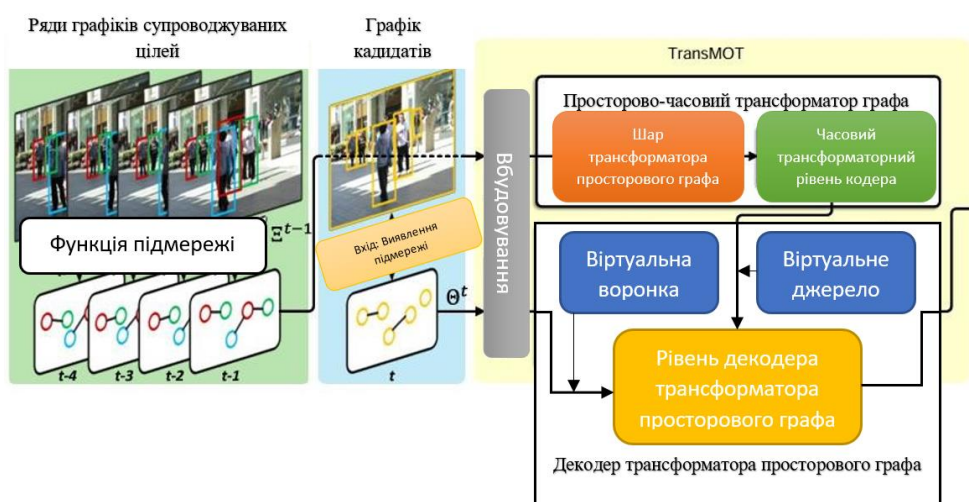 Ряди графіків супроводжуваних
цілей
Графік
кадидатів
TransMOT
Просторово-часовий трансформатор графа
Шар
трансформатора
просторового графа
Часовий
трансформаторний
рівень кодера
Вбудовування
Ξᵗ⁻¹
Функція підмережі
Вхід: Виявлення
підмережі
Θᵗ
Віртуальна
воронка
Віртуальне
джерело
Рівень декодера
трансформатора
просторового графа
t-4
t-3
t-2
t-1
t
Декодер трансформатора просторового графа